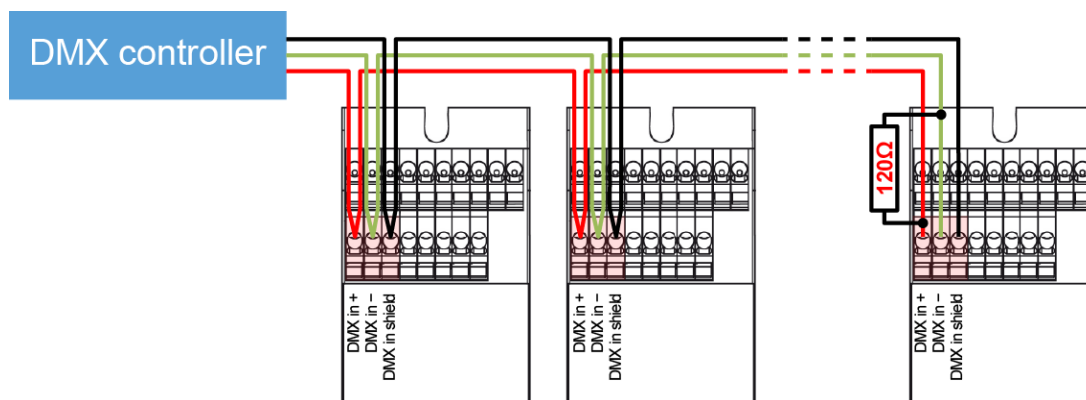 DMX controller
120Ω
DMX in +
DMX in –
DMX in shield
DMX in +
DMX in –
DMX in shield
DMX in +
DMX in –
DMX in shield